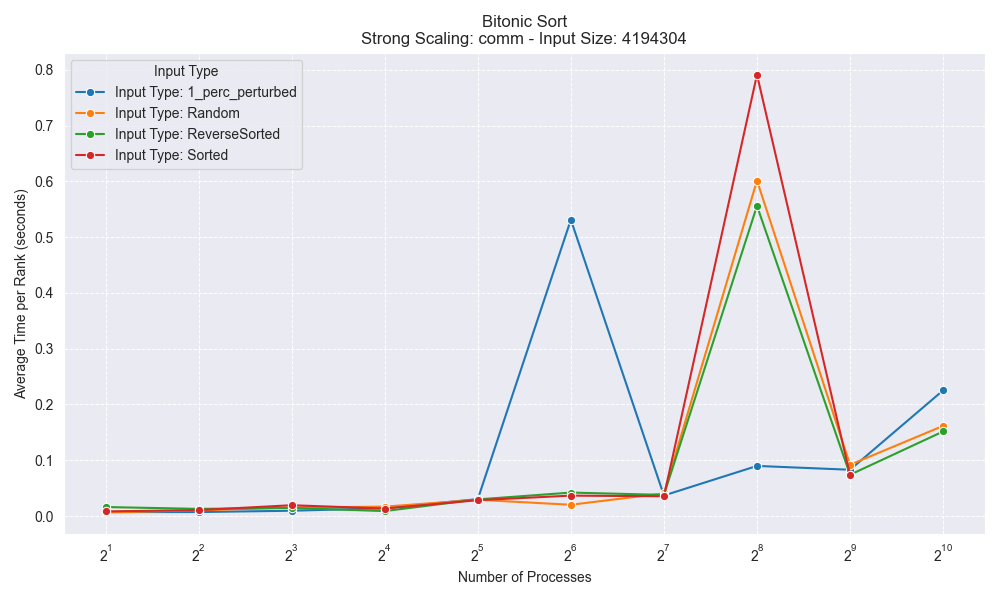 Bitonic Sort
Strong Scaling: comm - Input Size: 4194304
Input Type
Input Type: 1_perc_perturbed
Input Type: Random
Input Type: ReverseSorted
Input Type: Sorted
Average Time per Rank (seconds)
0.8
0.7
0.6
0.5
0.4
0.3
0.2
0.1
0.0
2^1 2^2 2^3 2^4 2^5 2^6 2^7 2^8 2^9 2^10
Number of Processes